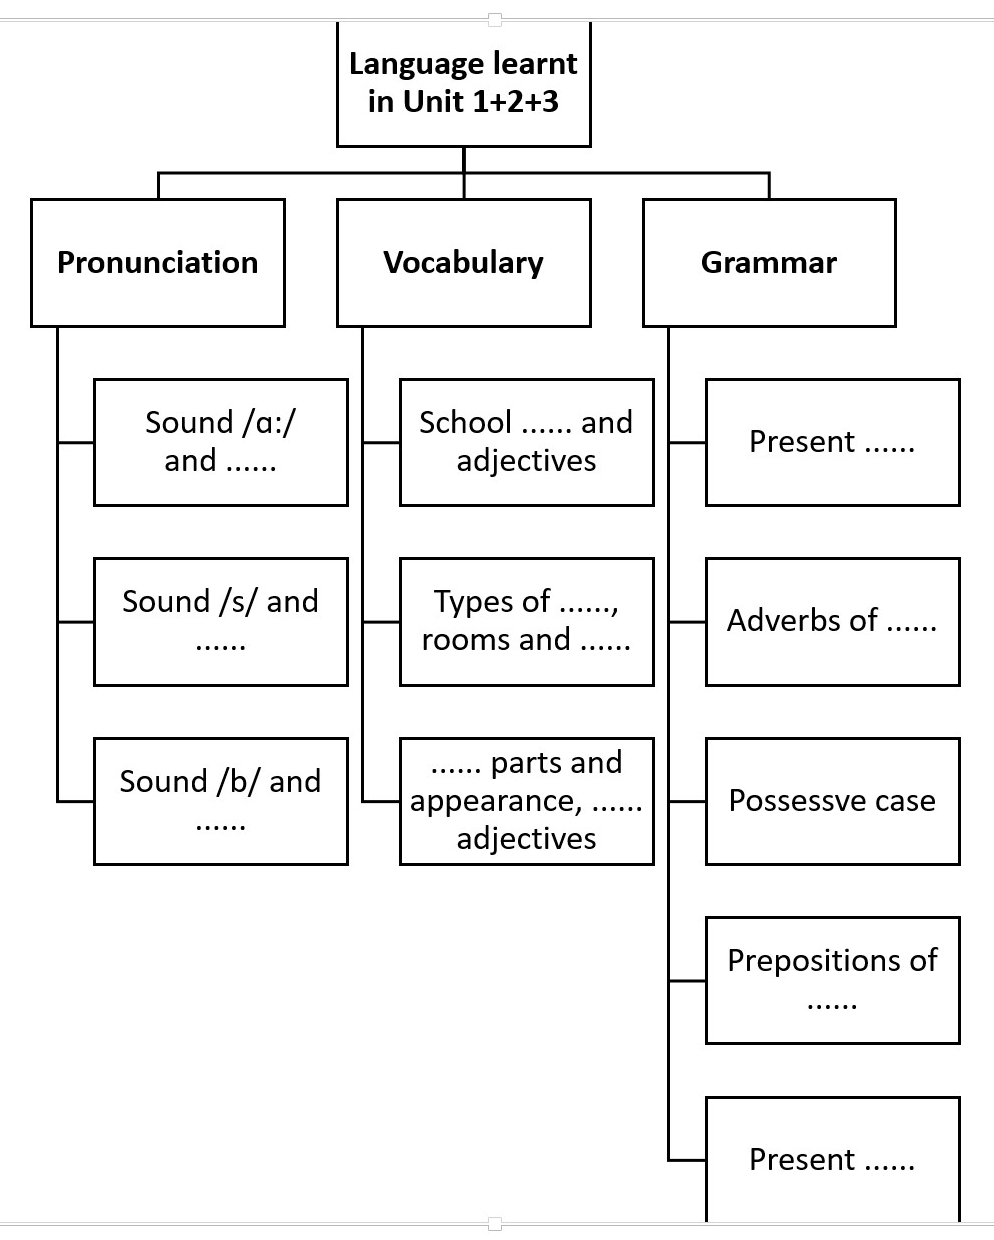 Language learnt
in Unit 1+2+3
Pronunciation
Sound /ɑ:/
and ......
Sound /s/ and
......
Sound /b/ and
......
Vocabulary
School ...... and
adjectives
Types of ......,
rooms and ......
...... parts and
appearance, ......
adjectives
Grammar
Present ......
Adverbs of ......
Possessve case
Prepositions of
......
Present ......